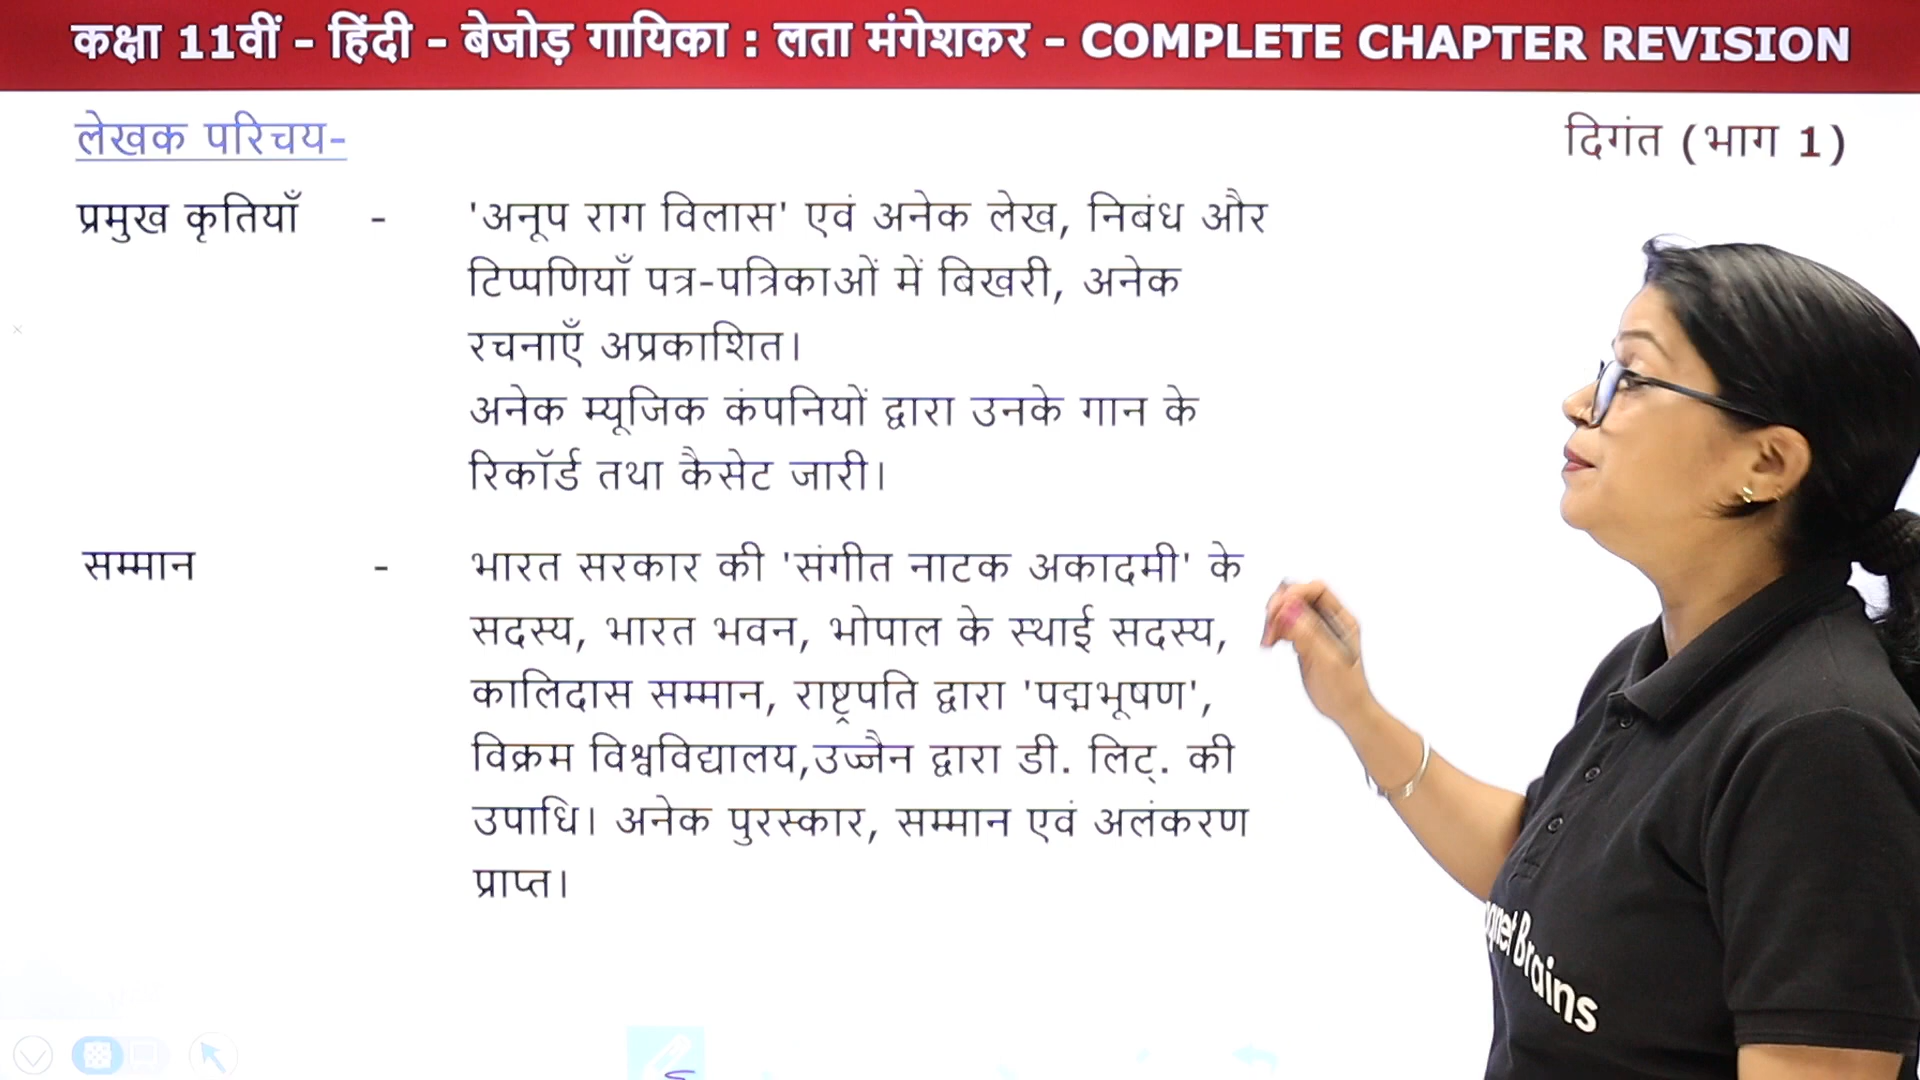 कक्षा 11वीं - हिंदी - बेजोड़ गायिका : लता मंगेशकर - COMPLETE CHAPTER REVISION
लेखक परिचय-
दिगंत (भाग 1)
प्रमुख कृतियाँ - 'अनूप राग विलास' एवं अनेक लेख, निबंध और
टिप्पणियाँ पत्र-पत्रिकाओं में बिखरी, अनेक
रचनाएँ अप्रकाशित।
अनेक म्यूजिक कंपनियों द्वारा उनके गान के
रिकॉर्ड तथा कैसेट जारी।
सम्मान - भारत सरकार की 'संगीत नाटक अकादमी' के
सदस्य, भारत भवन, भोपाल के स्थाई सदस्य,
कालिदास सम्मान, राष्ट्रपति द्वारा 'पद्मभूषण',
विक्रम विश्वविद्यालय,उज्जैन द्वारा डी. लिट्. की
उपाधि। अनेक पुरस्कार, सम्मान एवं अलंकरण
प्राप्त।
Brains